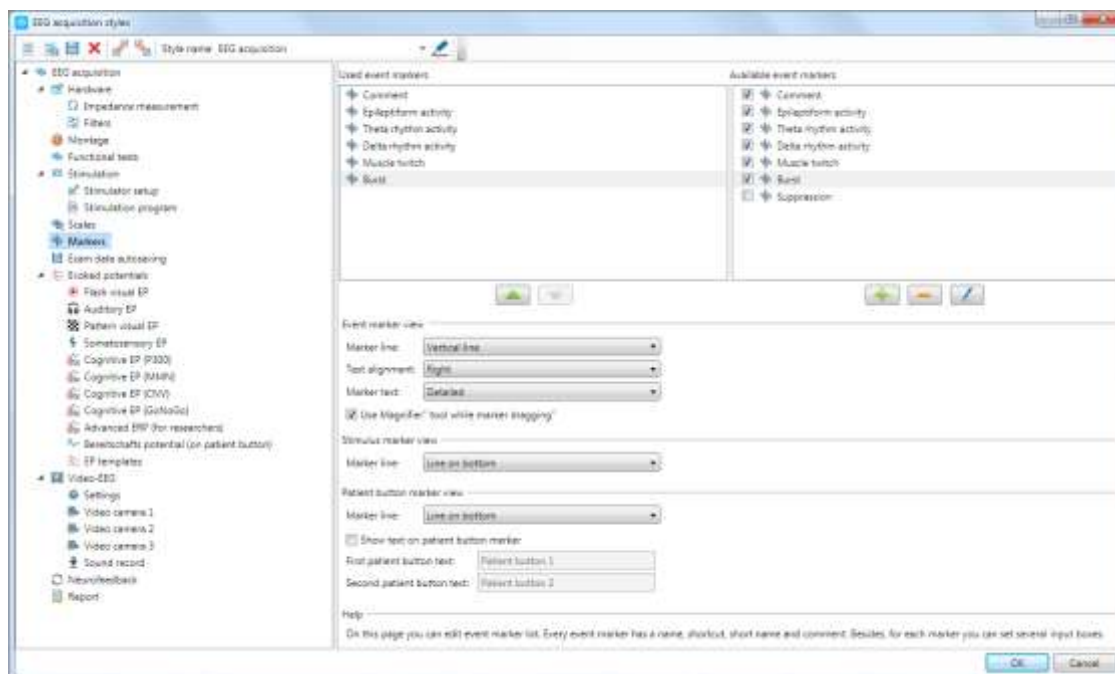 EEG acquisition styles
Style name: EEG acquisition
EEG acquisition
Hardware
Impedance measurement
Filters
Montage
Functional tests
Stimulation
Stimulator setup
Stimulation program
Scales
Markers
Exam data autosaving
Evoked potentials
Flash visual EP
Auditory EP
Pattern visual EP
Somatosensory EP
Cognitive EP (P300)
Cognitive EP (MMN)
Cognitive EP (CNV)
Cognitive EP (GoNoGo)
Advanced ERP (for researchers)
Bereitschafts potential (on patient button)
EP templates
Video-EEG
Settings
Video camera 1
Video camera 2
Video camera 3
Sound record
Neurofeedback
Report
Used event markers
Comment
Epileptiform activity
Theta rhythm activity
Delta rhythm activity
Muscle twitch
Burst
Available event markers
Comment
Epileptiform activity
Theta rhythm activity
Delta rhythm activity
Muscle twitch
Burst
Suppression
Event marker view
Marker line: Vertical line
Text alignment: Right
Marker text: Detailed
Use Magnifier" tool while marker dragging"
Stimulus marker view
Marker line: Line on bottom
Patient button marker view
Marker line: Line on bottom
Show text on patient button marker
First patient button text: Patient button 1
Second patient button text: Patient button 2
Help
On this page you can edit event marker list. Every event marker has a name, shortcut, short name and comment. Besides, for each marker you can set several input boxes.
OK Cancel